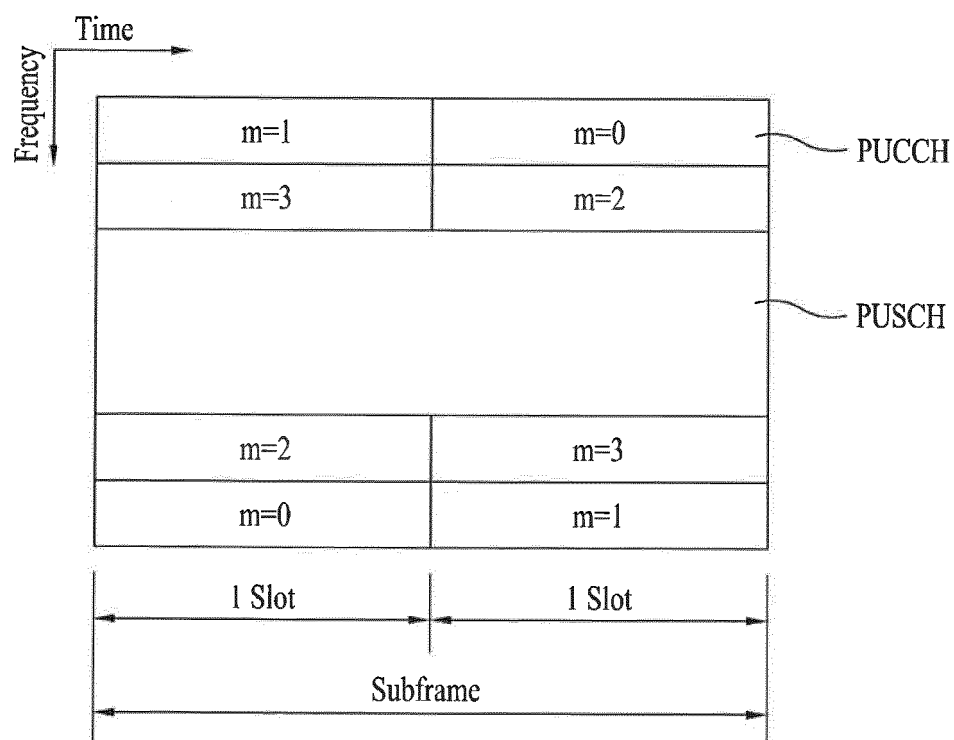 Time
Frequency
m=1 m=0
PUCCH
m=3 m=2
PUSCH
m=2 m=3
m=0 m=1
1 Slot 1 Slot
Subframe